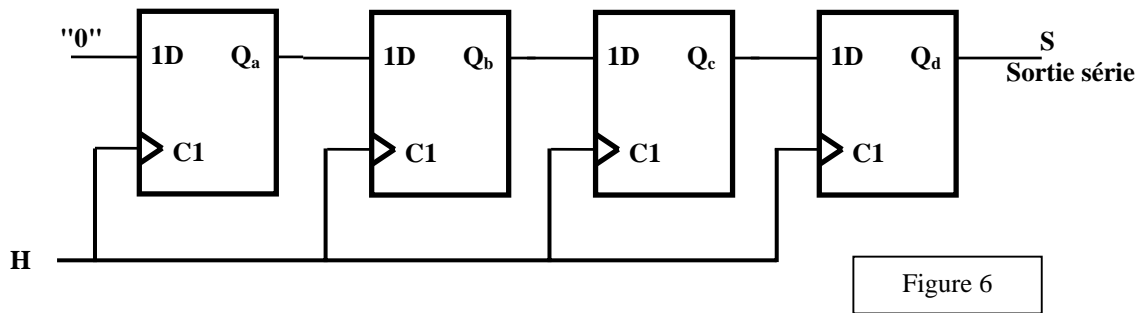 "0" 1D Qa 1D Qb 1D Qc 1D Qd S
Sortie série
C1 C1 C1 C1
H
Figure 6